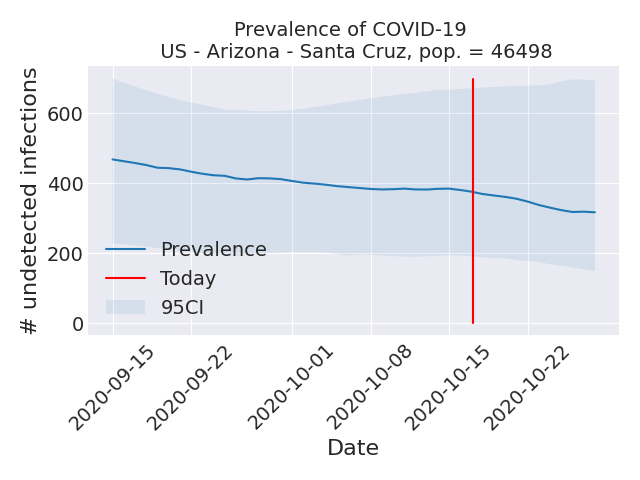 Prevalence of COVID-19
US - Arizona - Santa Cruz, pop. = 46498
# undetected infections
600
400
200
0
Prevalence
Today
95CI
2020-09-15
2020-09-22
2020-10-01
2020-10-08
2020-10-15
2020-10-22
Date